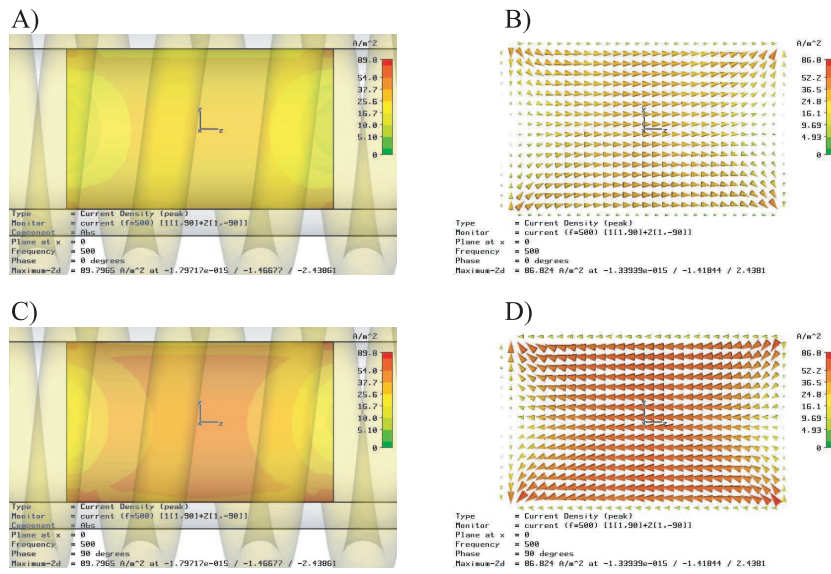 A)
A/m^2
89.8
54.0
37.7
25.6
16.7
10.0
5.10
0
Type = Current Density (peak)
Monitor = current (f=500) [1[1,90]+2[1,-90]]
Component = Abs
Plane at x = 0
Frequency = 500
Phase = 0 degrees
Maximum-2d = 89.7965 A/m^2 at -1.79717e-015 / -1.46677 / -2.43861
B)
A/m^2
86.8
52.2
36.5
24.8
16.1
9.69
4.93
0
Type = Current Density (peak)
Monitor = current (f=500) [1[1,90]+2[1,-90]]
Plane at x = 0
Frequency = 500
Phase = 0 degrees
Maximum-2d = 86.824 A/m^2 at -1.33939e-015 / -1.41844 / 2.4381
C)
A/m^2
89.8
54.0
37.7
25.6
16.7
10.0
5.10
0
Type = Current Density (peak)
Monitor = current (f=500) [1[1,90]+2[1,-90]]
Component = Abs
Plane at x = 0
Frequency = 500
Phase = 90 degrees
Maximum-2d = 89.7965 A/m^2 at -1.79717e-015 / -1.46677 / -2.43861
D)
A/m^2
86.8
52.2
36.5
24.8
16.1
9.69
4.93
0
Type = Current Density (peak)
Monitor = current (f=500) [1[1,90]+2[1,-90]]
Plane at x = 0
Frequency = 500
Phase = 90 degrees
Maximum-2d = 86.824 A/m^2 at -1.33939e-015 / -1.41844 / 2.4381